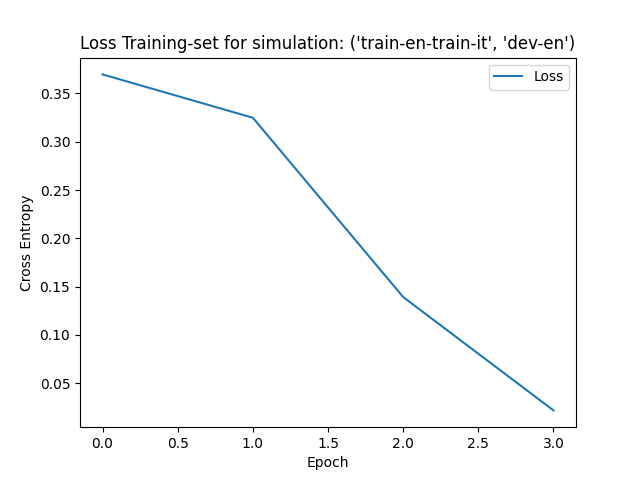 Loss Training-set for simulation: ('train-en-train-it', 'dev-en')
Loss
Cross Entropy
0.35
0.30
0.25
0.20
0.15
0.10
0.05
0.0 0.5 1.0 1.5 2.0 2.5 3.0
Epoch